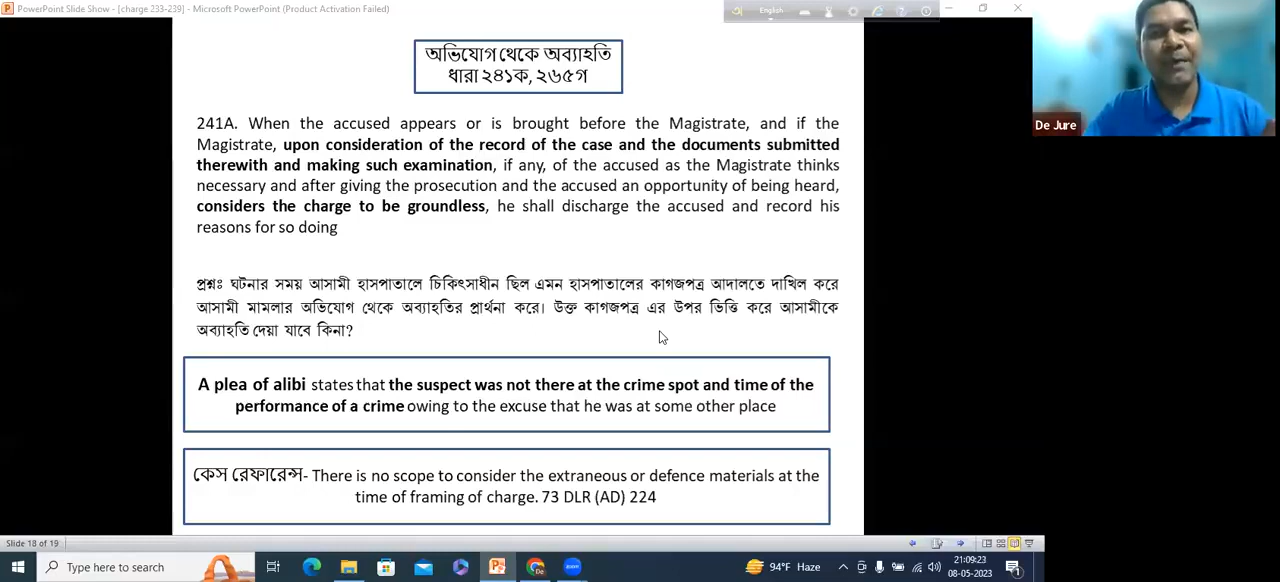 PowerPoint Slide Show - [charge 233-239] - Microsoft PowerPoint (Product Activation Failed)
English
অভিযোগ থেকে অব্যাহতি
ধারা ২৪১ক, ২৬৫গ
De Jure
241A. When the accused appears or is brought before the Magistrate, and if the
Magistrate, upon consideration of the record of the case and the documents submitted
therewith and making such examination, if any, of the accused as the Magistrate thinks
necessary and after giving the prosecution and the accused an opportunity of being heard,
considers the charge to be groundless, he shall discharge the accused and record his
reasons for so doing
প্রশ্নঃ ঘটনার সময় আসামী হাসপাতালে চিকিৎসাধীন ছিল এমন হাসপাতালের কাগজপত্র আদালতে দাখিল করে
আসামী মামলার অভিযোগ থেকে অব্যাহতির প্রার্থনা করে। উক্ত কাগজপত্র এর উপর ভিত্তি করে আসামীকে
অব্যাহতি দেয়া যাবে কিনা?
A plea of alibi states that the suspect was not there at the crime spot and time of the
performance of a crime owing to the excuse that he was at some other place
কেস রেফারেন্স- There is no scope to consider the extraneous or defence materials at the
time of framing of charge. 73 DLR (AD) 224
Slide 18 of 19
Type here to search
94°F Haze
21:09:23
08-05-2023